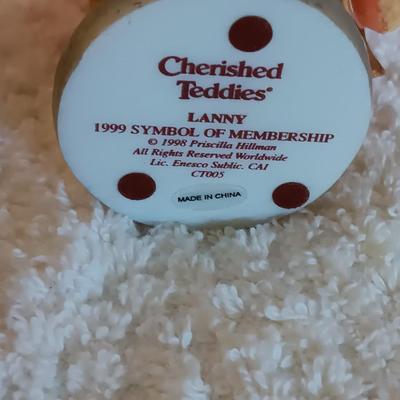 Cherished
Teddies®
LANNY
1999 SYMBOL OF MEMBERSHIP
© 1998 Priscilla Hillman
All Rights Reserved Worldwide
Lic. Enesco Sublic. CAI
CT005
MADE IN CHINA